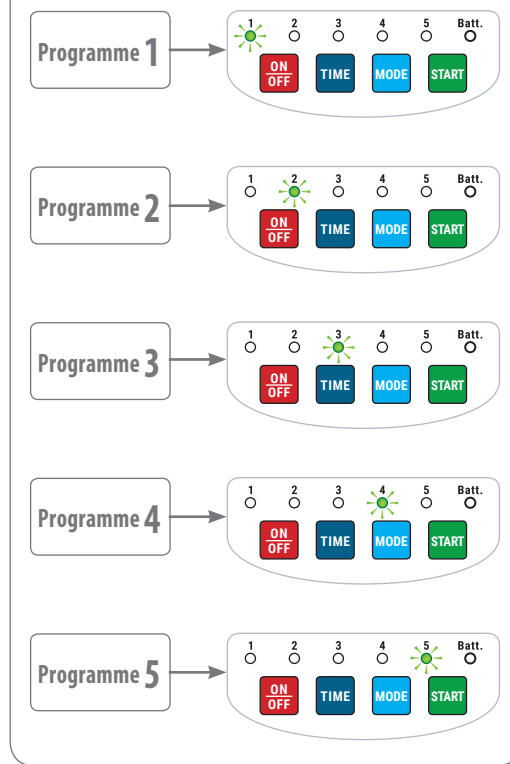 Programme 1
1 2 3 4 5 Batt.
ON OFF TIME MODE START
Programme 2
1 2 3 4 5 Batt.
ON OFF TIME MODE START
Programme 3
1 2 3 4 5 Batt.
ON OFF TIME MODE START
Programme 4
1 2 3 4 5 Batt.
ON OFF TIME MODE START
Programme 5
1 2 3 4 5 Batt.
ON OFF TIME MODE START